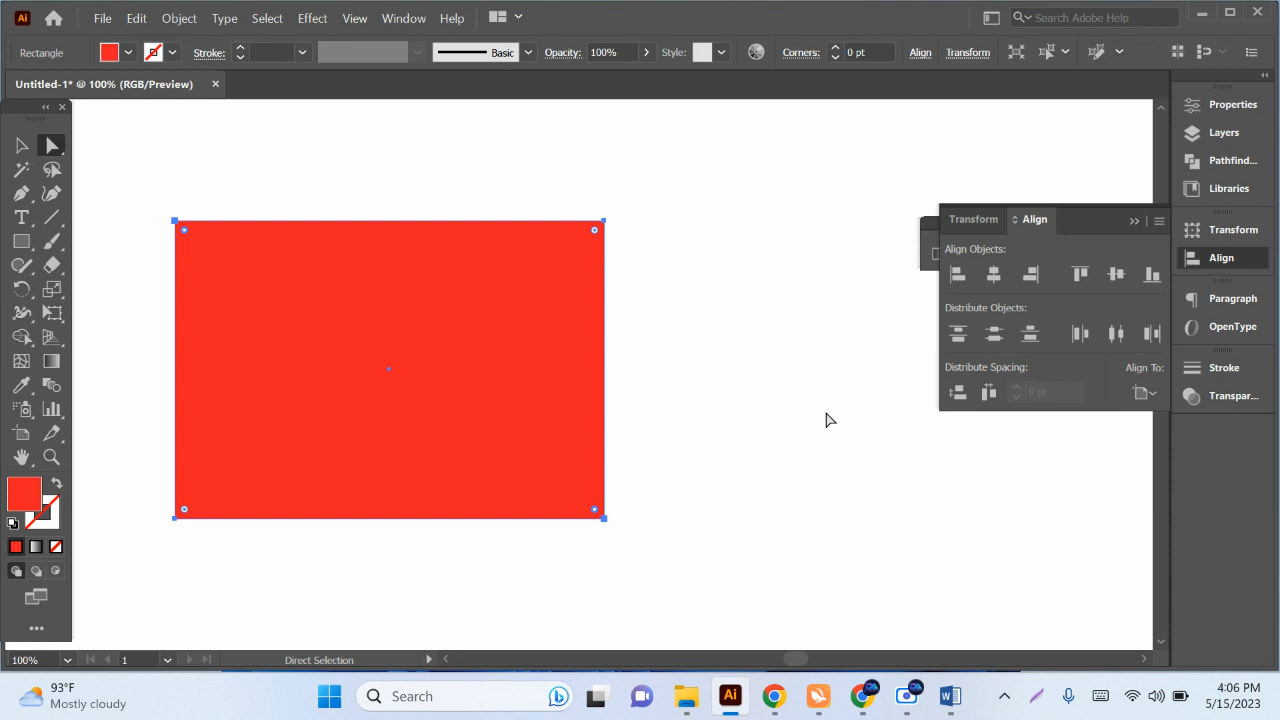 Ai File Edit Object Type Select Effect View Window Help Search Adobe Help
Rectangle Stroke: Basic Opacity: 100% Style: Corners: 0 pt Align Transform
Untitled-1* @ 100% (RGB/Preview)
Properties
Layers
Pathfind...
Libraries
Transform
Align
Paragraph
OpenType
Stroke
Transpar...
Transform Align
Align Objects:
Distribute Objects:
Distribute Spacing: Align To:
0 pt
100% 1 Direct Selection
93°F
Mostly cloudy
Search
Ai
4:06 PM
5/15/2023